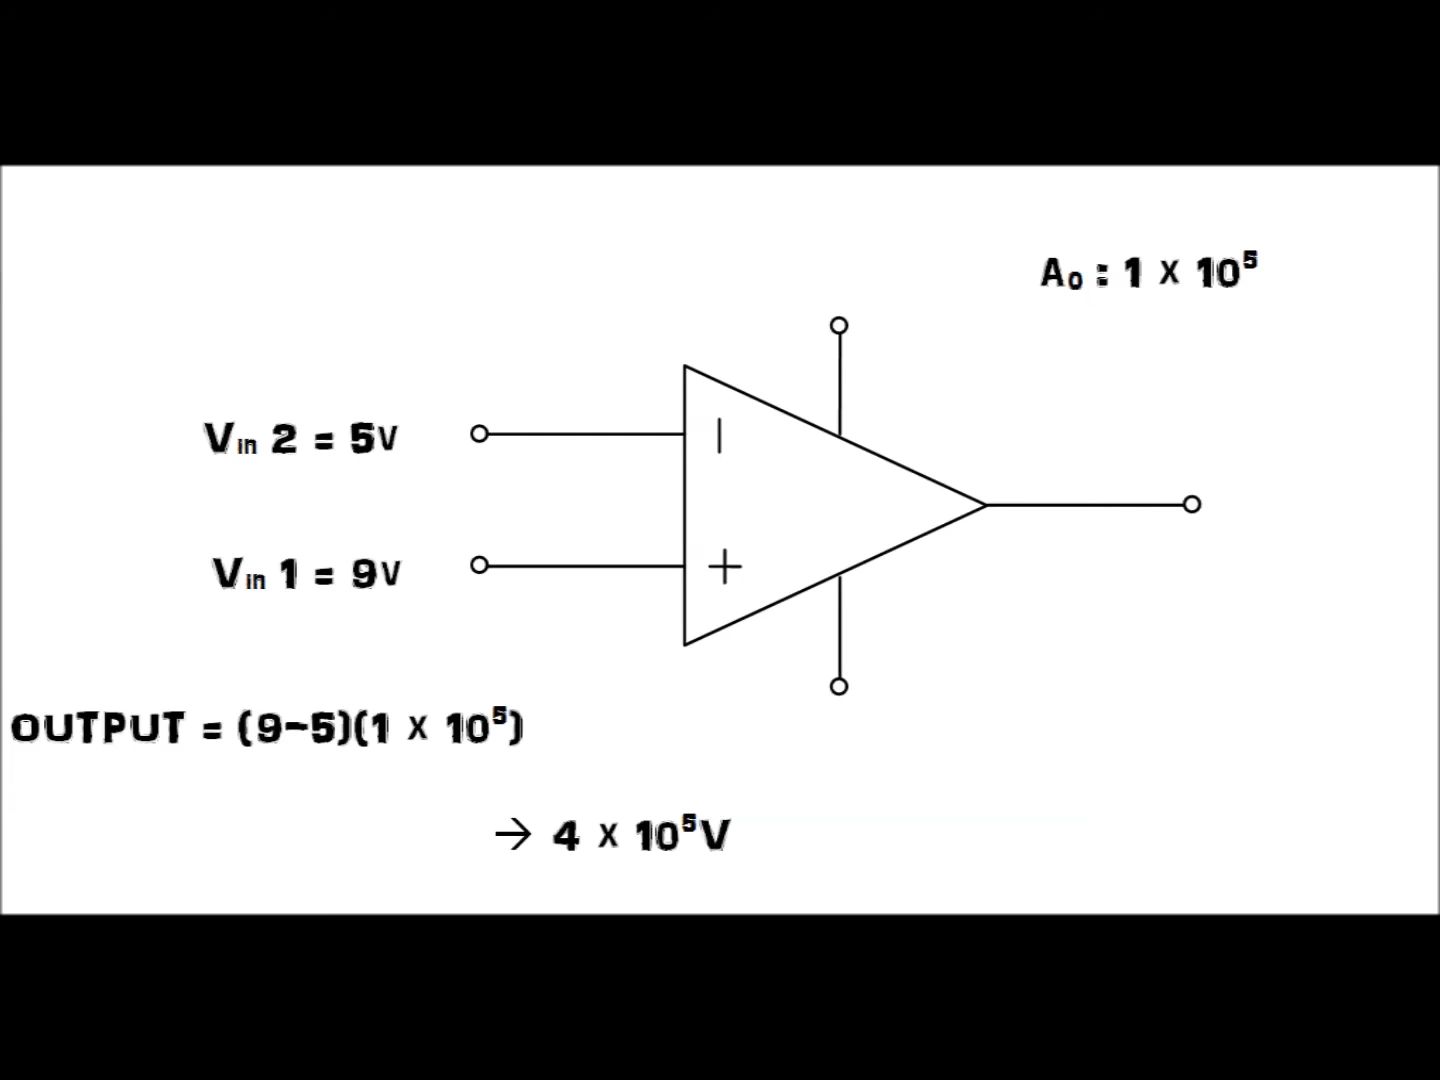 A₀ : 1 x 10⁵
Vin 2 = 5V
Vin 1 = 9V
OUTPUT = (9-5)(1 x 10⁵)
→ 4 x 10⁵V